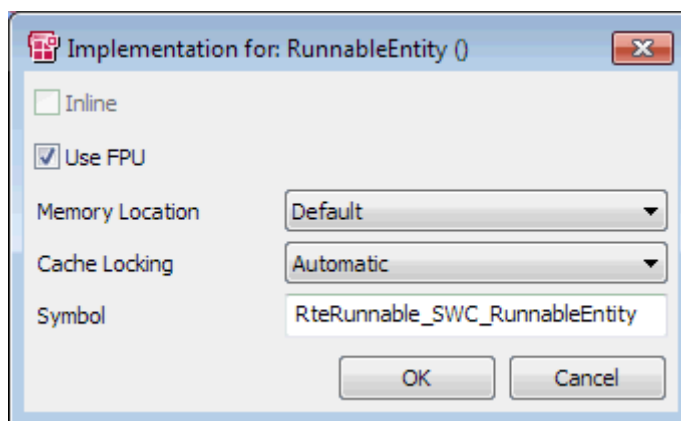 Implementation for: RunnableEntity ()
Inline
Use FPU
Memory Location Default
Cache Locking Automatic
Symbol RteRunnable_SWC_RunnableEntity
OK Cancel